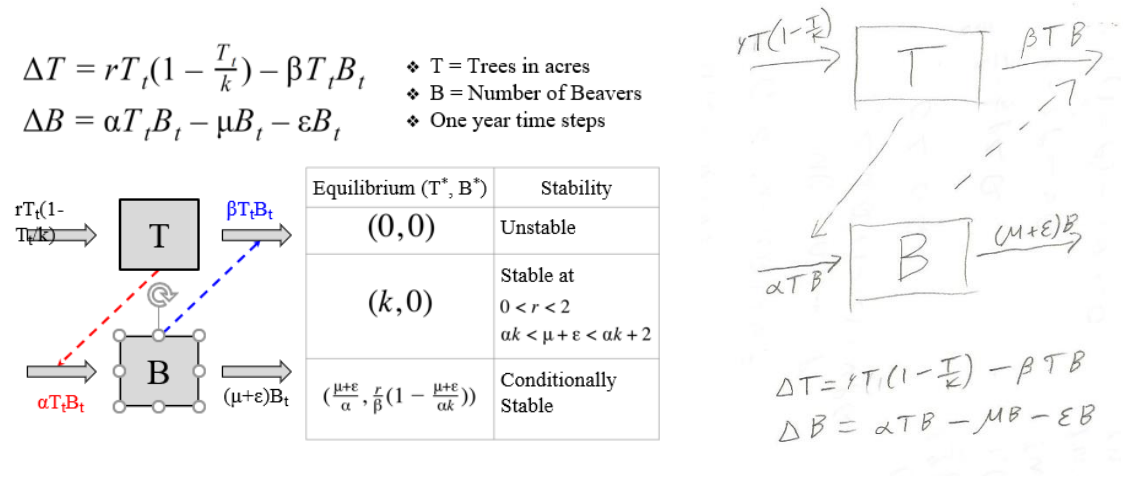 ΔT = rT_t(1 − T_t/k) − βT_tB_t
ΔB = αT_tB_t − μB_t − εB_t
❖ T = Trees in acres
❖ B = Number of Beavers
❖ One year time steps
rT_t(1-
T_t/k)
T
βT_tB_t
B
αT_tB_t
(μ+ε)B_t
Equilibrium (T*, B*) Stability
(0,0) Unstable
(k,0) Stable at
0 < r < 2
αk < μ + ε < αk + 2
((μ+ε)/α, r/β(1 − (μ+ε)/(αk))) Conditionally
Stable
rT(1-T/k)
T
βTB
αTB
B
(μ+ε)B
ΔT = rT(1-T/k) - βTB
ΔB = αTB - μB - εB